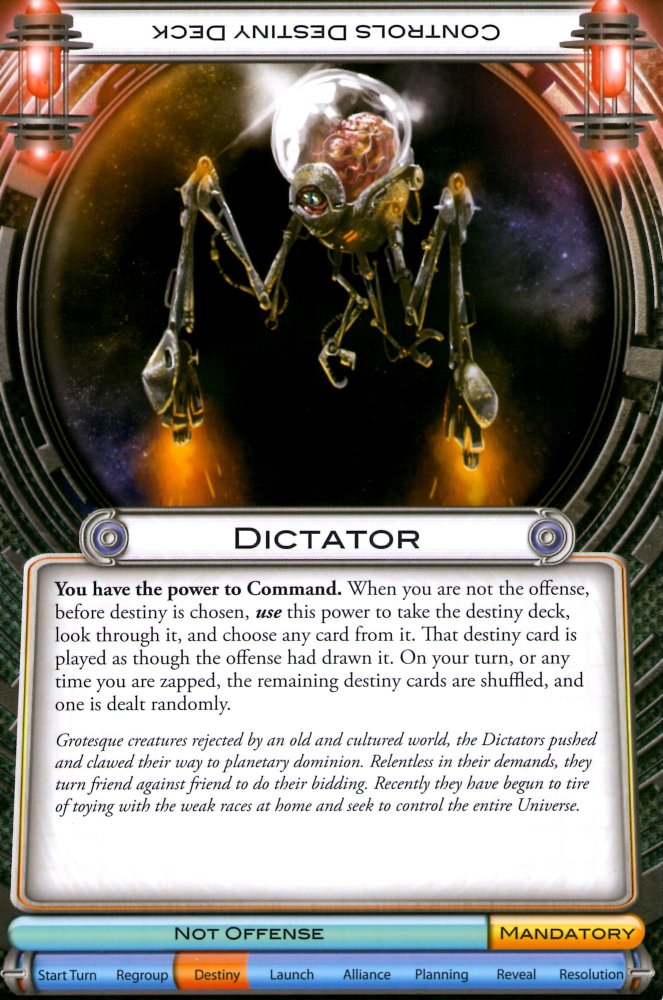 Controls Destiny Deck
Dictator
You have the power to Command. When you are not the offense,
before destiny is chosen, use this power to take the destiny deck,
look through it, and choose any card from it. That destiny card is
played as though the offense had drawn it. On your turn, or any
time you are zapped, the remaining destiny cards are shuffled, and
one is dealt randomly.
Grotesque creatures rejected by an old and cultured world, the Dictators pushed
and clawed their way to planetary dominion. Relentless in their demands, they
turn friend against friend to do their bidding. Recently they have begun to tire
of toying with the weak races at home and seek to control the entire Universe.
Not Offense Mandatory
Start Turn Regroup Destiny Launch Alliance Planning Reveal Resolution